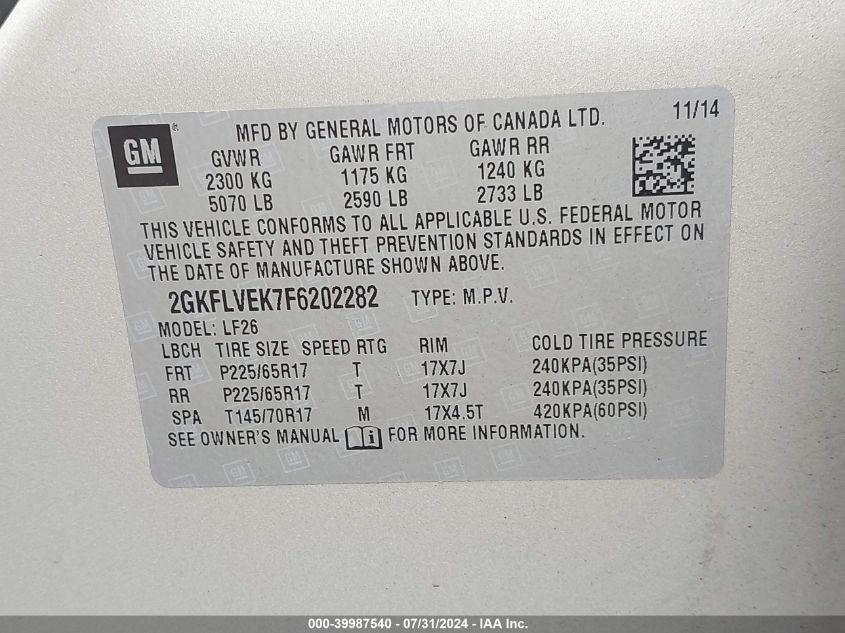 GM ®
MFD BY GENERAL MOTORS OF CANADA LTD. 11/14
GVWR GAWR FRT GAWR RR
2300 KG 1175 KG 1240 KG
5070 LB 2590 LB 2733 LB
THIS VEHICLE CONFORMS TO ALL APPLICABLE U.S. FEDERAL MOTOR
VEHICLE SAFETY AND THEFT PREVENTION STANDARDS IN EFFECT ON
THE DATE OF MANUFACTURE SHOWN ABOVE.
2GKFLVEK7F6202282 TYPE: M.P.V.
MODEL: LF26
LBCH TIRE SIZE SPEED RTG RIM COLD TIRE PRESSURE
FRT P225/65R17 T 17X7J 240KPA(35PSI)
RR P225/65R17 T 17X7J 240KPA(35PSI)
SPA T145/70R17 M 17X4.5T 420KPA(60PSI)
SEE OWNER'S MANUAL FOR MORE INFORMATION.
000-39987540 - 07/31/2024 - IAA Inc.